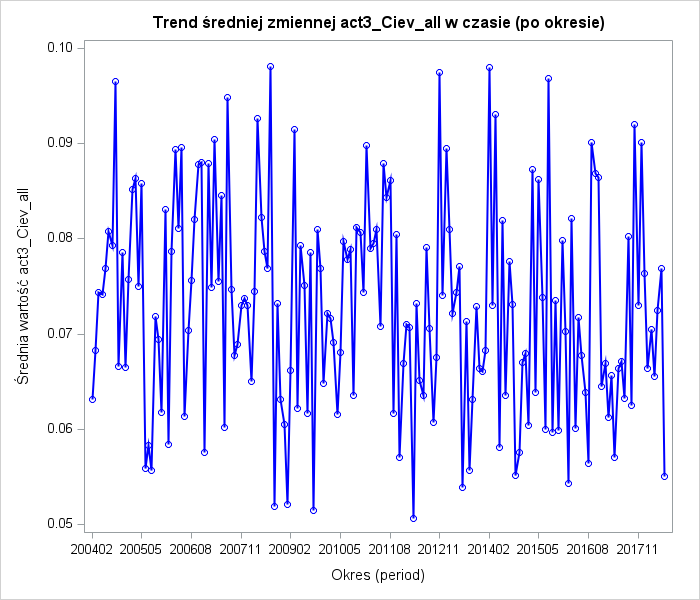 Trend średniej zmiennej act3_Ciev_all w czasie (po okresie)
0.10
0.09
0.08
0.07
0.06
0.05
Średnia wartość act3_Ciev_all
200402 200505 200608 200711 200902 201005 201108 201211 201402 201505 201608 201711
Okres (period)